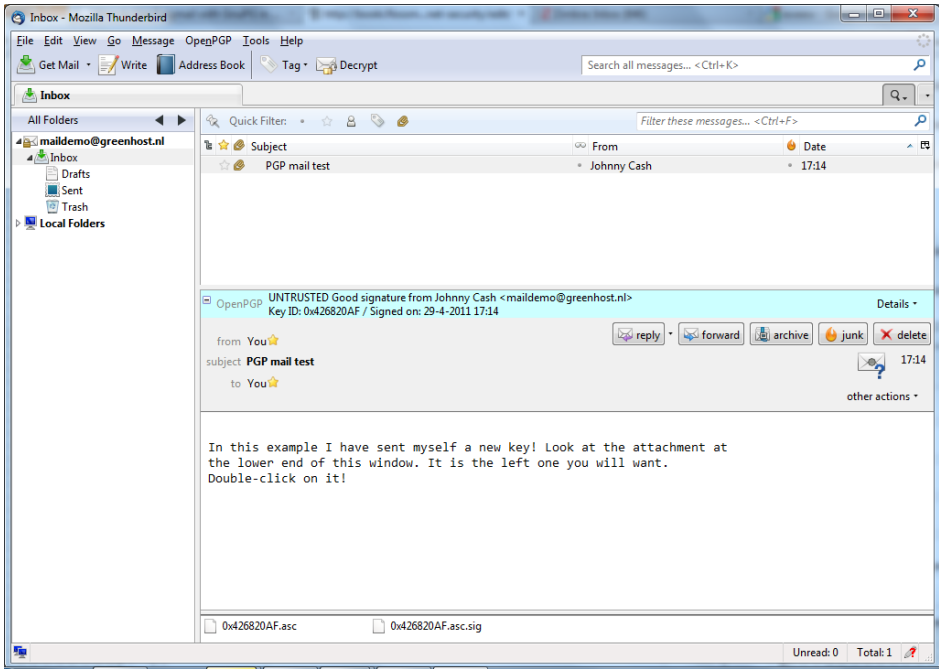 Inbox - Mozilla Thunderbird
File Edit View Go Message OpenPGP Tools Help
Get Mail Write Address Book Tag Decrypt Search all messages... <Ctrl+K>
Inbox
All Folders Quick Filter: Filter these messages... <Ctrl+F>
maildemo@greenhost.nl Subject From Date
Inbox PGP mail test Johnny Cash 17:14
Drafts
Sent
Trash
Local Folders
OpenPGP UNTRUSTED Good signature from Johnny Cash <maildemo@greenhost.nl> Details
Key ID: 0x426820AF / Signed on: 29-4-2011 17:14
reply forward archive junk delete
from You
subject PGP mail test 17:14
to You
other actions
In this example I have sent myself a new key! Look at the attachment at
the lower end of this window. It is the left one you will want.
Double-click on it!
0x426820AF.asc 0x426820AF.asc.sig
Unread: 0 Total: 1